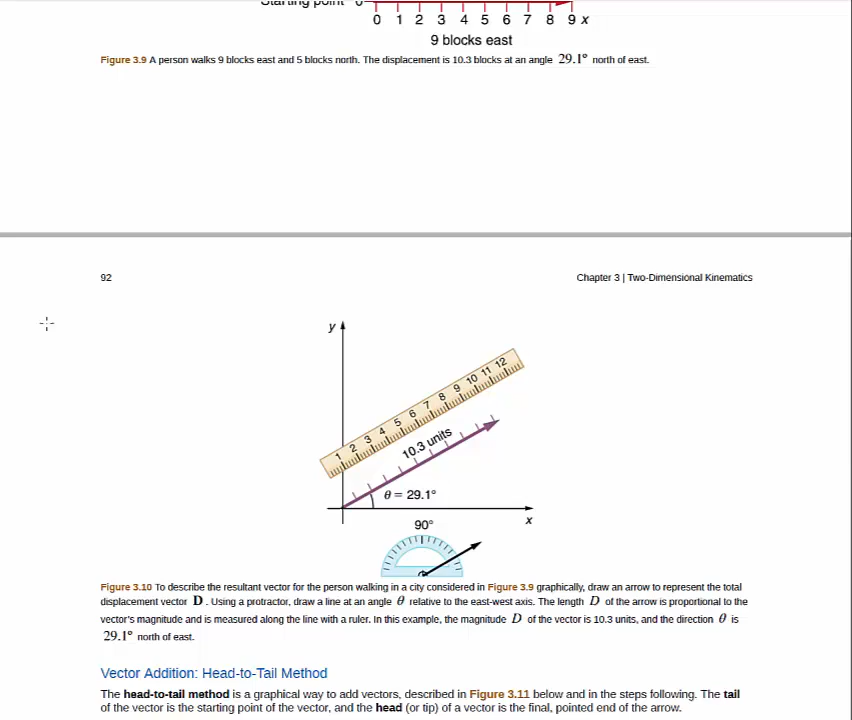 Starting point 0
0 1 2 3 4 5 6 7 8 9 x
9 blocks east
Figure 3.9 A person walks 9 blocks east and 5 blocks north. The displacement is 10.3 blocks at an angle 29.1° north of east.
92
Chapter 3 | Two-Dimensional Kinematics
y
1 2 3 4 5 6 7 8 9 10 11 12
10.3 units
θ = 29.1°
x
90°
Figure 3.10 To describe the resultant vector for the person walking in a city considered in Figure 3.9 graphically, draw an arrow to represent the total
displacement vector D . Using a protractor, draw a line at an angle θ relative to the east-west axis. The length D of the arrow is proportional to the
vector's magnitude and is measured along the line with a ruler. In this example, the magnitude D of the vector is 10.3 units, and the direction θ is
29.1° north of east.
Vector Addition: Head-to-Tail Method
The head-to-tail method is a graphical way to add vectors, described in Figure 3.11 below and in the steps following. The tail
of the vector is the starting point of the vector, and the head (or tip) of a vector is the final, pointed end of the arrow.